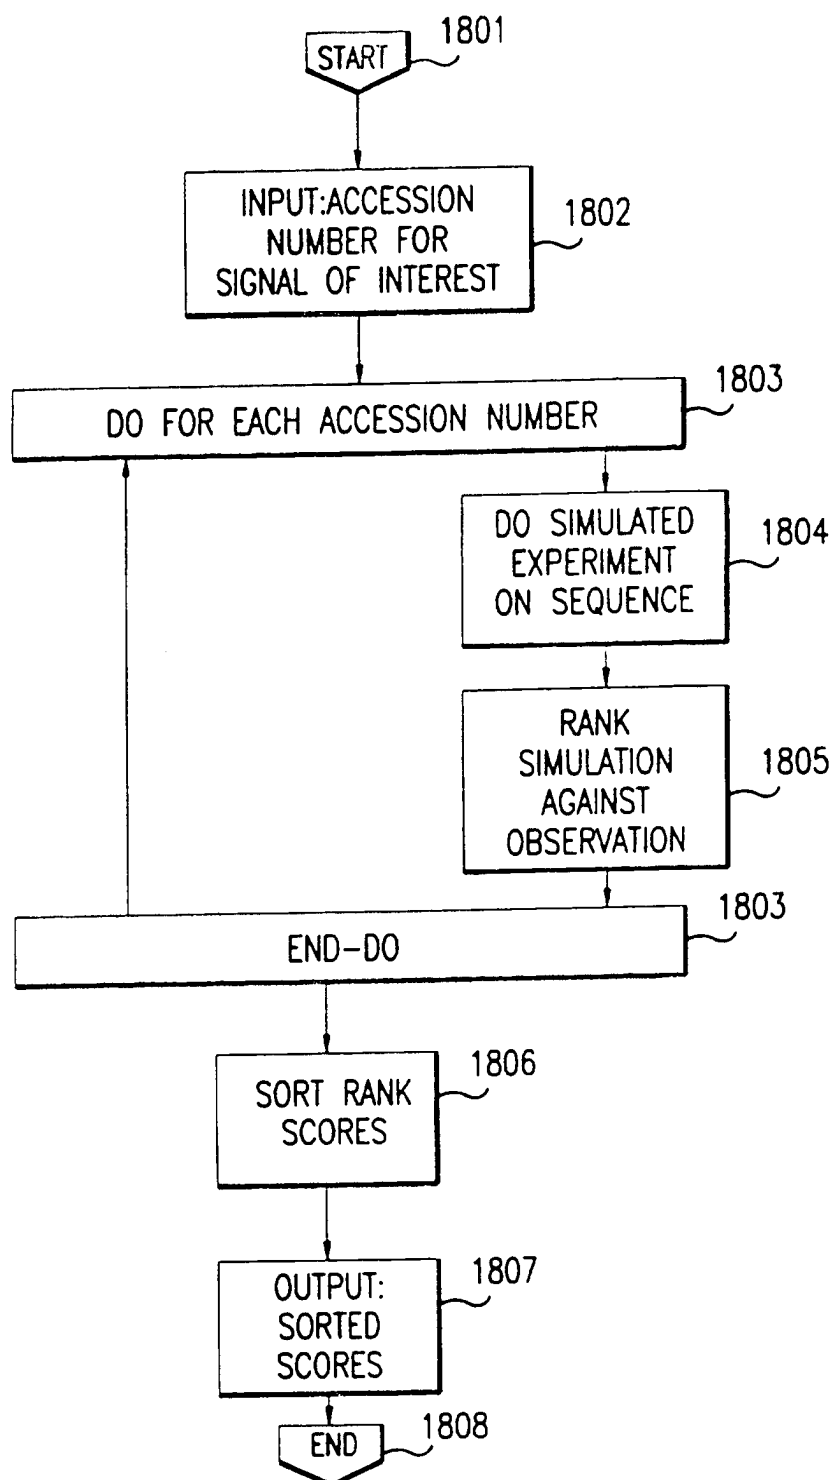 1801
START
INPUT:ACCESSION
NUMBER FOR
SIGNAL OF INTEREST
1802
1803
DO FOR EACH ACCESSION NUMBER
DO SIMULATED
EXPERIMENT
ON SEQUENCE
1804
RANK
SIMULATION
AGAINST
OBSERVATION
1805
1803
END-DO
1806
SORT RANK
SCORES
1807
OUTPUT:
SORTED
SCORES
END
1808